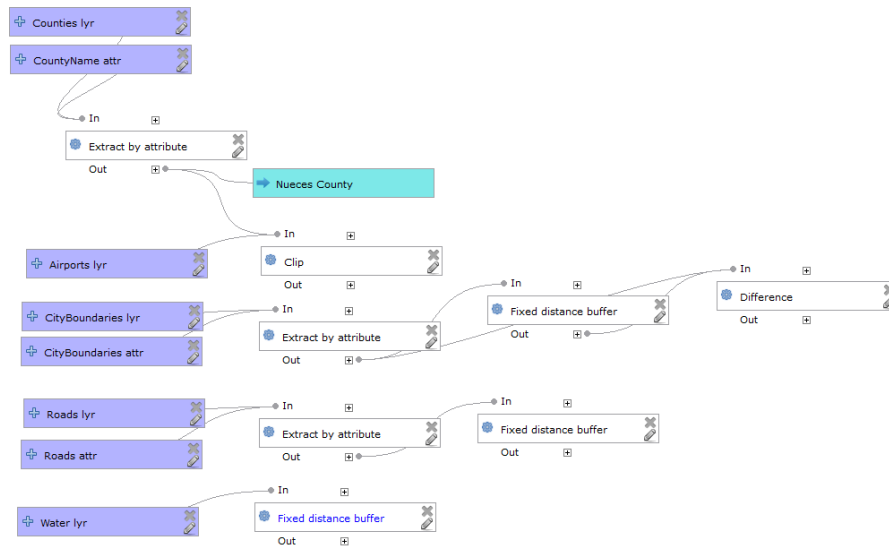 Counties lyr
CountyName attr
In
Extract by attribute
Out
Nueces County
In
Airports lyr
Clip
Out
In
Difference
Out
In
Fixed distance buffer
Out
In
CityBoundaries lyr
Extract by attribute
CityBoundaries attr
Out
In
Roads lyr
Extract by attribute
Roads attr
Out
In
Fixed distance buffer
Out
In
Water lyr
Fixed distance buffer
Out